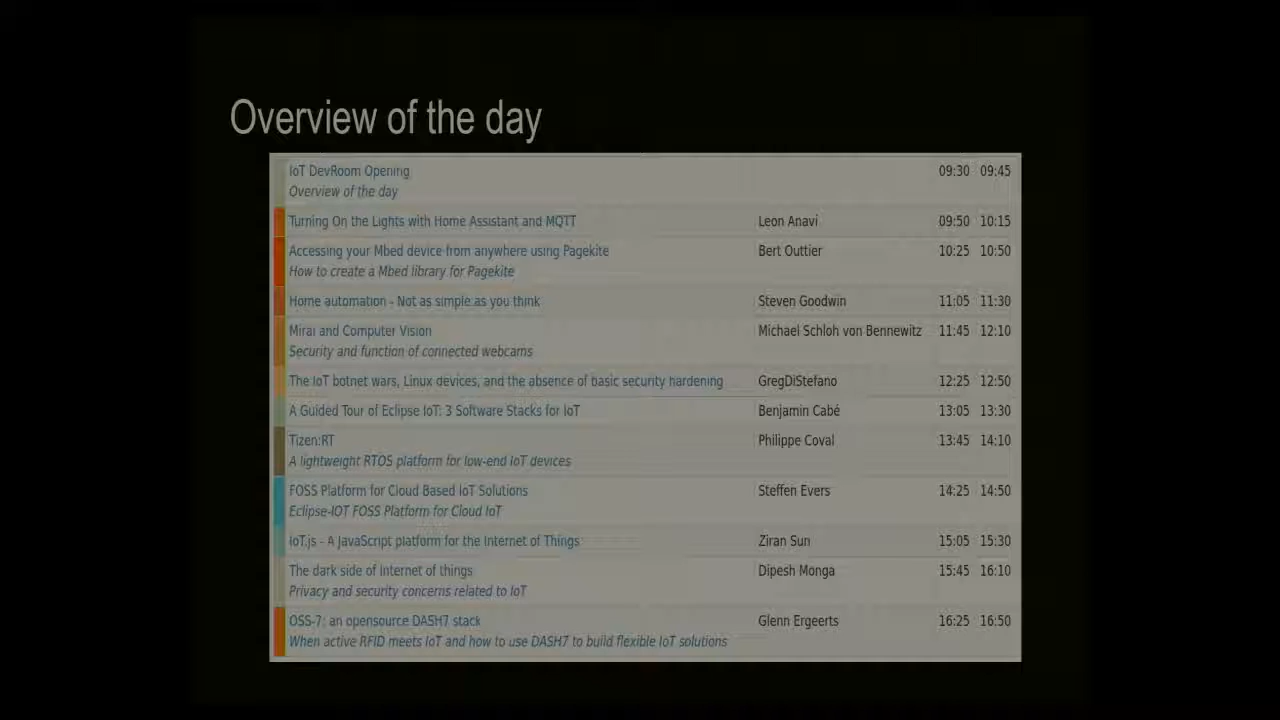 Overview of the day
IoT DevRoom Opening 09:30 09:45
Overview of the day
Turning On the Lights with Home Assistant and MQTT Leon Anavi 09:50 10:15
Accessing your Mbed device from anywhere using Pagekite Bert Outtier 10:25 10:50
How to create a Mbed library for Pagekite
Home automation - Not as simple as you think Steven Goodwin 11:05 11:30
Mirai and Computer Vision Michael Schloh von Bennewitz 11:45 12:10
Security and function of connected webcams
The IoT botnet wars, Linux devices, and the absence of basic security hardening GregDiStefano 12:25 12:50
A Guided Tour of Eclipse IoT: 3 Software Stacks for IoT Benjamin Cabé 13:05 13:30
Tizen:RT Philippe Coval 13:45 14:10
A lightweight RTOS platform for low-end IoT devices
FOSS Platform for Cloud Based IoT Solutions Steffen Evers 14:25 14:50
Eclipse-IOT FOSS Platform for Cloud IoT
IoT.js - A JavaScript platform for the Internet of Things Ziran Sun 15:05 15:30
The dark side of Internet of things Dipesh Monga 15:45 16:10
Privacy and security concerns related to IoT
OSS-7: an opensource DASH7 stack Glenn Ergeerts 16:25 16:50
When active RFID meets IoT and how to use DASH7 to build flexible IoT solutions